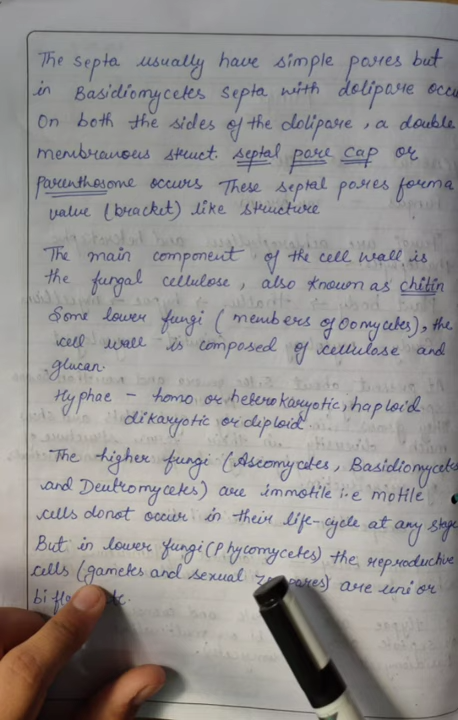 The septa usually have simple pores but
in Basidiomycetes septa with dolipore occu
On both the sides of the dolipore, a double
membranous struct. septal pore cap or
parenthosome occurs These septal pores forma
value (bracket) like structure
The main component of the cell wall is
the fungal cellulose, also known as chitin
Some lower fungi (members of Oomycetes), the
cell wall is composed of cellulose and
glucan.
Hyphae - homo or heterokaryotic, haploid
dikaryotic or diploid
The higher fungi (Ascomycetes, Basidiomycetes
and Deutromycetes) are immotile i.e motile
cells donot occur in their life-cycle at any stage
But in lower fungi (Phycomycetes) the reproductive
cells (gametes and sexual are uni or
bi